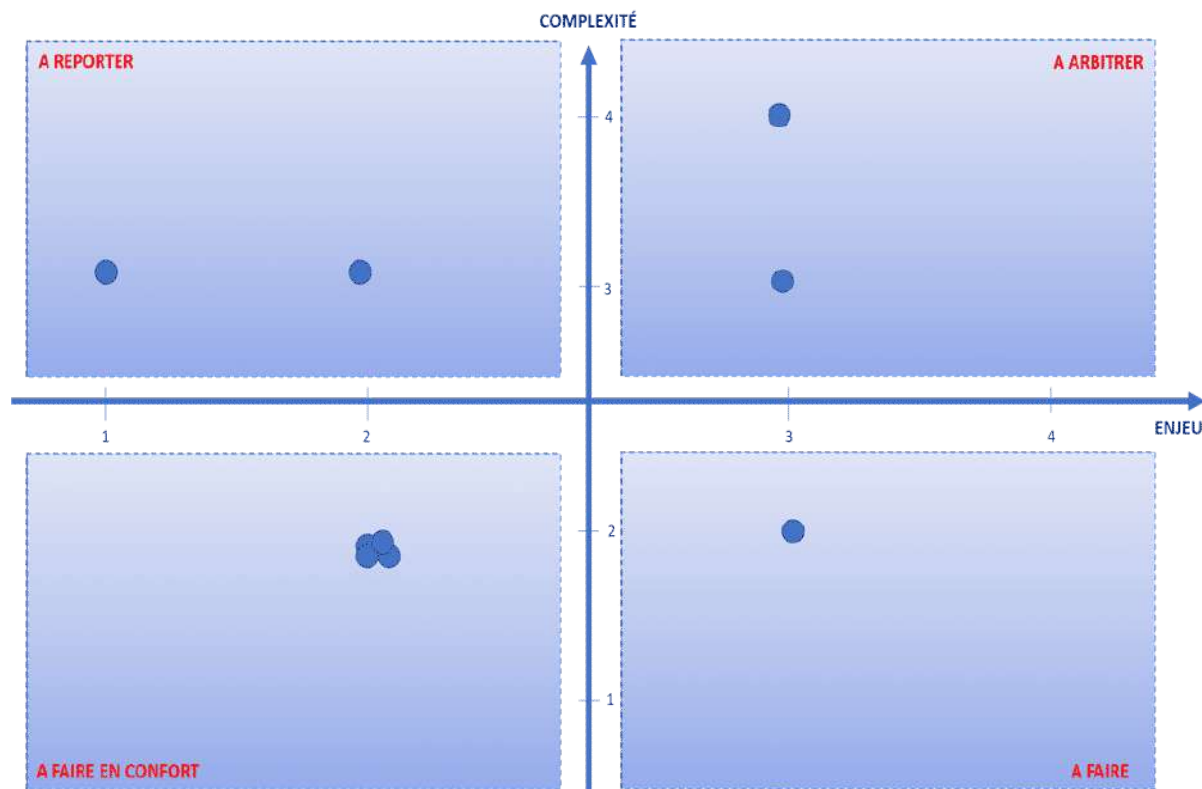 COMPLEXITÉ
A REPORTER
A ARBITRER
4
3
1
2
3
4
ENJEU
2
1
A FAIRE EN CONFORT
A FAIRE